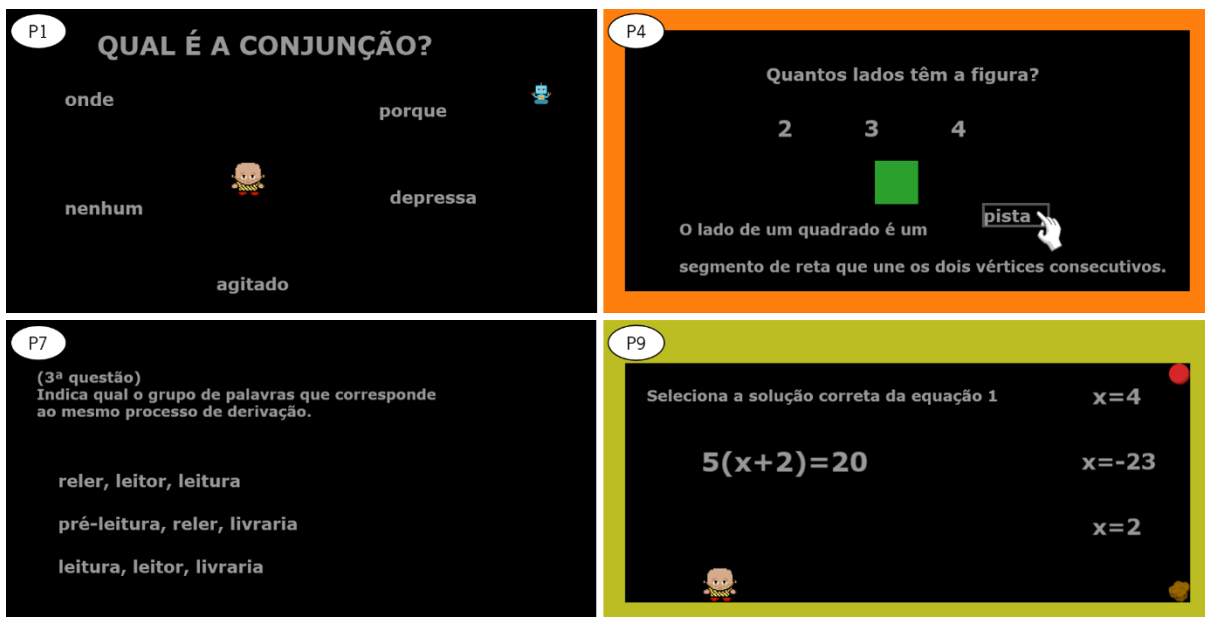 P1
QUAL É A CONJUNÇÃO?
onde
porque
nenhum
depressa
agitado
P4
Quantos lados têm a figura?
2 3 4
pista
O lado de um quadrado é um
segmento de reta que une os dois vértices consecutivos.
P7
(3ª questão)
Indica qual o grupo de palavras que corresponde
ao mesmo processo de derivação.
reler, leitor, leitura
pré-leitura, reler, livraria
leitura, leitor, livraria
P9
Seleciona a solução correta da equação 1
x=4
5(x+2)=20
x=-23
x=2